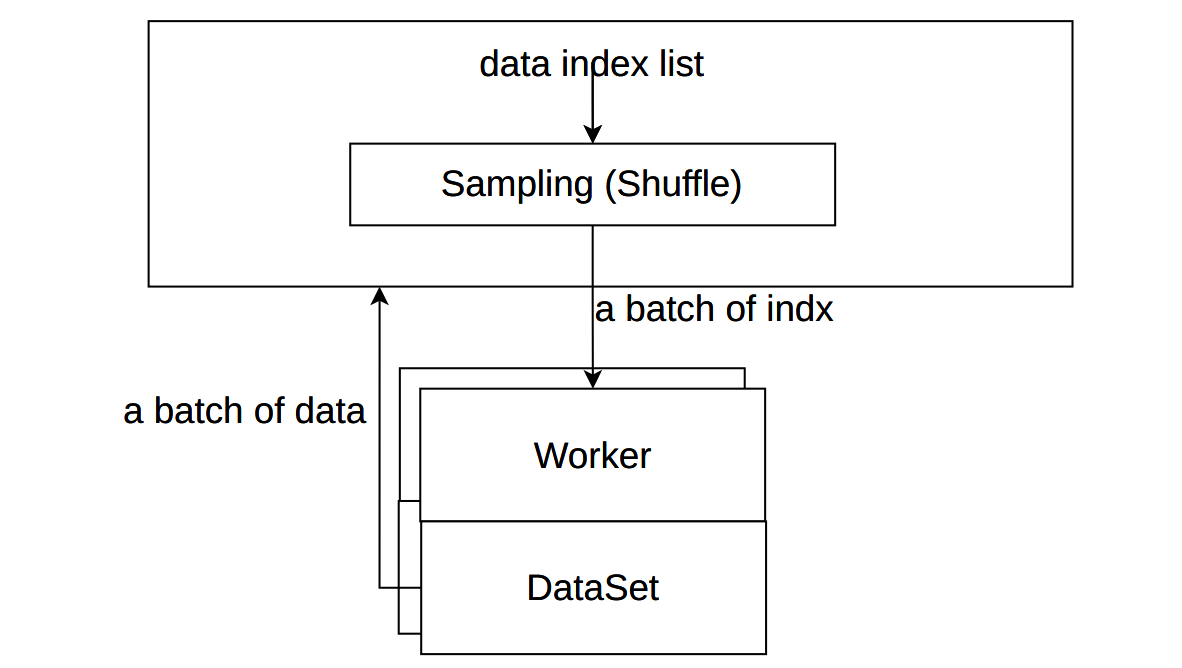 data index list
Sampling (Shuffle)
a batch of indx
a batch of data
Worker
DataSet